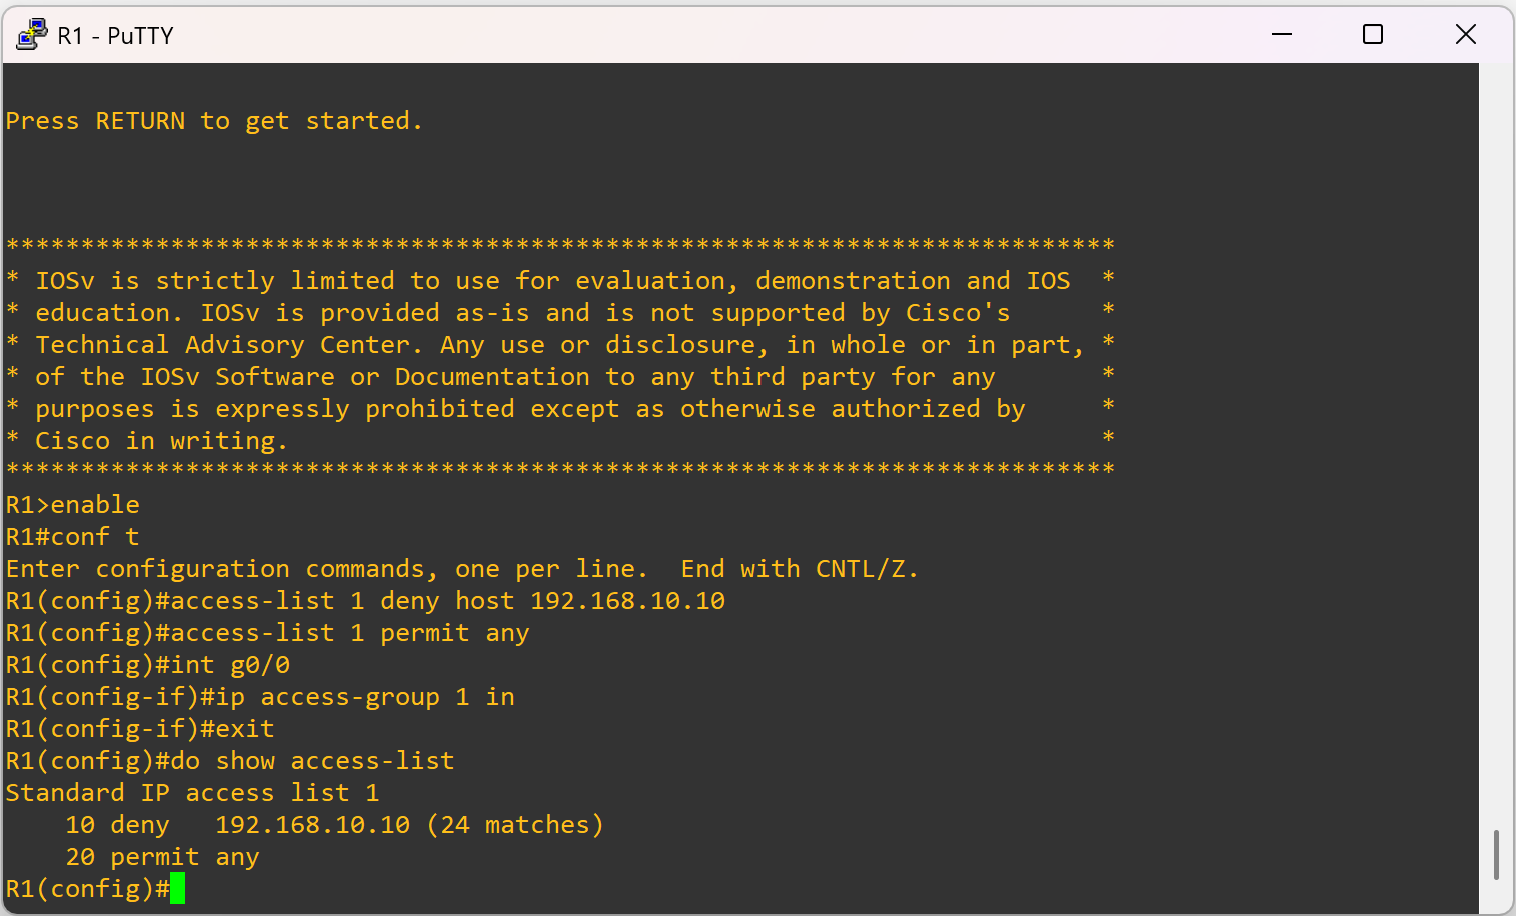 R1 - PuTTY
Press RETURN to get started.
**************************************************************************
* IOSv is strictly limited to use for evaluation, demonstration and IOS  *
* education. IOSv is provided as-is and is not supported by Cisco's      *
* Technical Advisory Center. Any use or disclosure, in whole or in part, *
* of the IOSv Software or Documentation to any third party for any       *
* purposes is expressly prohibited except as otherwise authorized by     *
* Cisco in writing.                                                      *
**************************************************************************
R1>enable
R1#conf t
Enter configuration commands, one per line.  End with CNTL/Z.
R1(config)#access-list 1 deny host 192.168.10.10
R1(config)#access-list 1 permit any
R1(config)#int g0/0
R1(config-if)#ip access-group 1 in
R1(config-if)#exit
R1(config)#do show access-list
Standard IP access list 1
    10 deny   192.168.10.10 (24 matches)
    20 permit any
R1(config)#